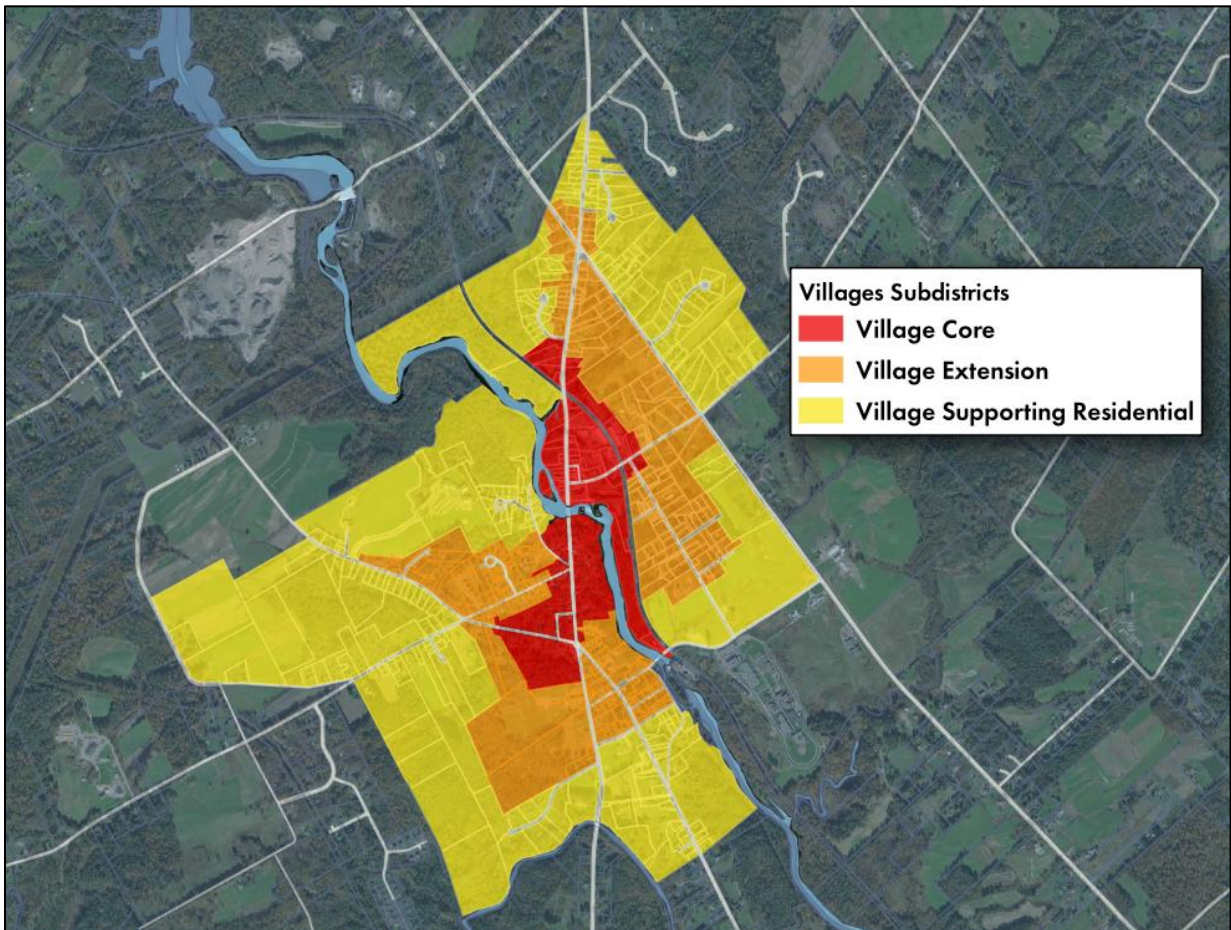 Villages Subdistricts
Village Core
Village Extension
Village Supporting Residential